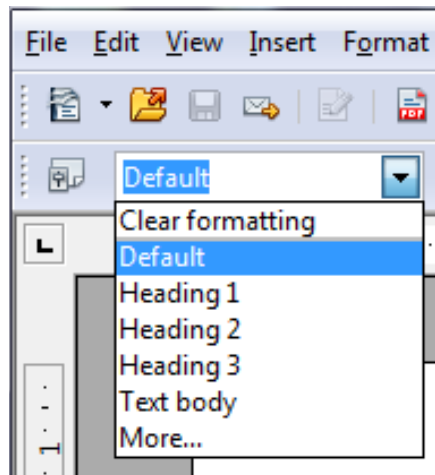 File Edit View Insert Format
PDF
Default
Clear formatting
Default
Heading 1
Heading 2
Heading 3
Text body
More...
1